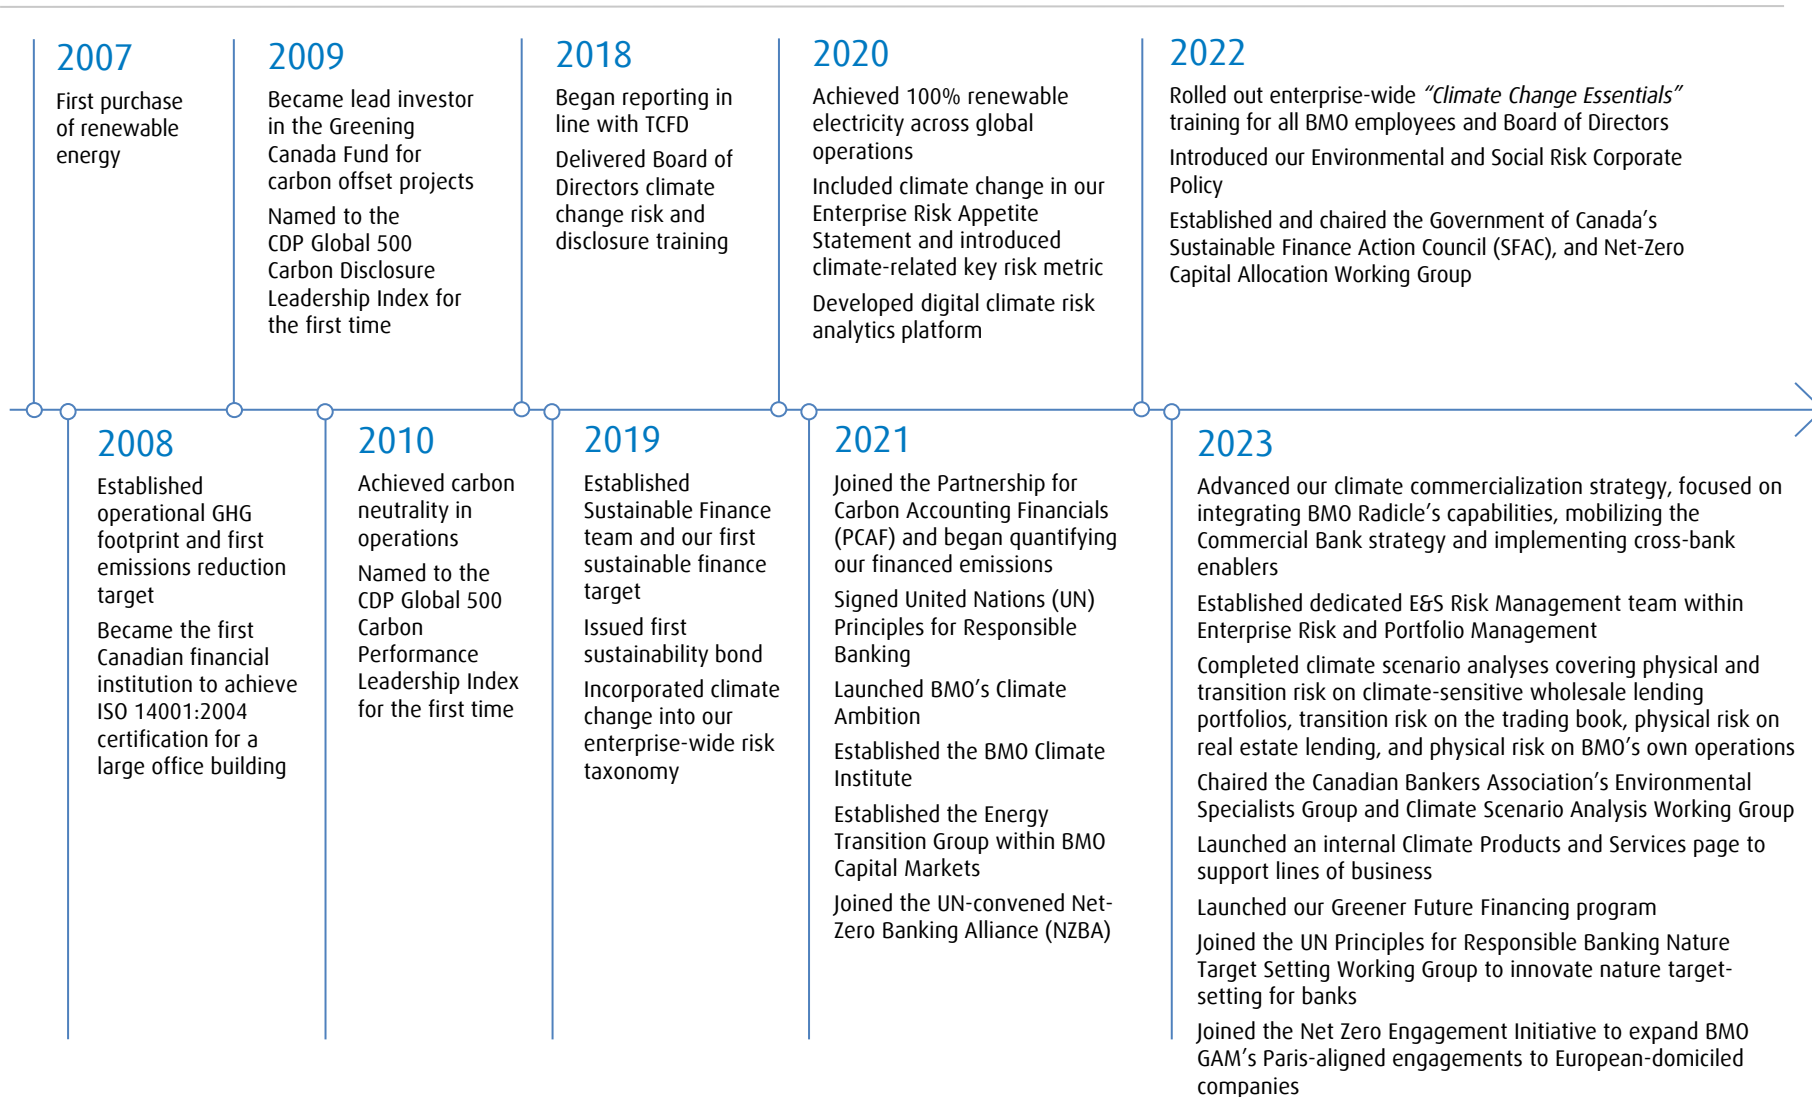 2007
First purchase
of renewable
energy
2009
Became lead investor
in the Greening
Canada Fund for
carbon offset projects
Named to the
CDP Global 500
Carbon Disclosure
Leadership Index for
the first time
2018
Began reporting in
line with TCFD
Delivered Board of
Directors climate
change risk and
disclosure training
2020
Achieved 100% renewable
electricity across global
operations
Included climate change in our
Enterprise Risk Appetite
Statement and introduced
climate-related key risk metric
Developed digital climate risk
analytics platform
2022
Rolled out enterprise-wide "Climate Change Essentials"
training for all BMO employees and Board of Directors
Introduced our Environmental and Social Risk Corporate
Policy
Established and chaired the Government of Canada's
Sustainable Finance Action Council (SFAC), and Net-Zero
Capital Allocation Working Group
2008
Established
operational GHG
footprint and first
emissions reduction
target
Became the first
Canadian financial
institution to achieve
ISO 14001:2004
certification for a
large office building
2010
Achieved carbon
neutrality in
operations
Named to the
CDP Global 500
Carbon
Performance
Leadership Index
for the first time
2019
Established
Sustainable Finance
team and our first
sustainable finance
target
Issued first
sustainability bond
Incorporated climate
change into our
enterprise-wide risk
taxonomy
2021
Joined the Partnership for
Carbon Accounting Financials
(PCAF) and began quantifying
our financed emissions
Signed United Nations (UN)
Principles for Responsible
Banking
Launched BMO's Climate
Ambition
Established the BMO Climate
Institute
Established the Energy
Transition Group within BMO
Capital Markets
Joined the UN-convened Net-
Zero Banking Alliance (NZBA)
2023
Advanced our climate commercialization strategy, focused on
integrating BMO Radicle's capabilities, mobilizing the
Commercial Bank strategy and implementing cross-bank
enablers
Established dedicated E&S Risk Management team within
Enterprise Risk and Portfolio Management
Completed climate scenario analyses covering physical and
transition risk on climate-sensitive wholesale lending
portfolios, transition risk on the trading book, physical risk on
real estate lending, and physical risk on BMO's own operations
Chaired the Canadian Bankers Association's Environmental
Specialists Group and Climate Scenario Analysis Working Group
Launched an internal Climate Products and Services page to
support lines of business
Launched our Greener Future Financing program
Joined the UN Principles for Responsible Banking Nature
Target Setting Working Group to innovate nature target-
setting for banks
Joined the Net Zero Engagement Initiative to expand BMO
GAM's Paris-aligned engagements to European-domiciled
companies